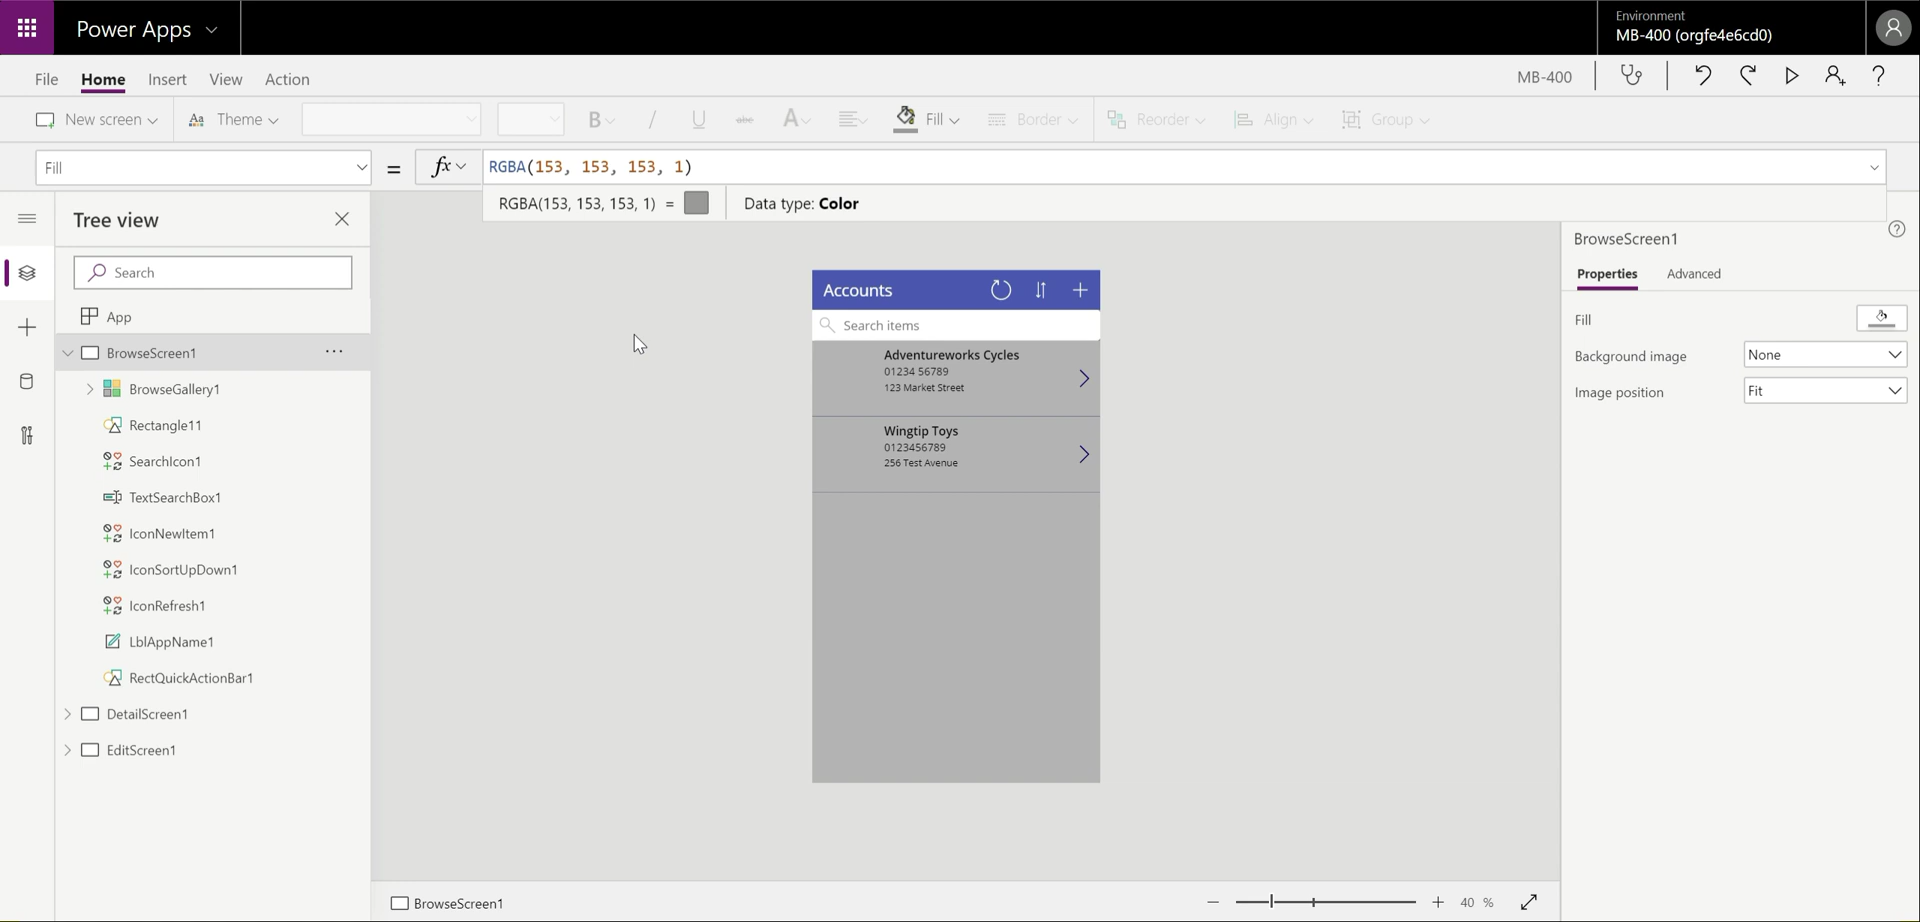 Power Apps
Environment
MB-400 (orgfe4e6cd0)
File Home Insert View Action
MB-400
New screen
Aa Theme
B / U abc A
Fill
Border
Reorder
Align
Group
Fill
=
fx
RGBA(153, 153, 153, 1)
RGBA(153, 153, 153, 1) =
Data type: Color
Tree view
Search
App
BrowseScreen1
BrowseGallery1
Rectangle11
SearchIcon1
TextSearchBox1
IconNewItem1
IconSortUpDown1
IconRefresh1
LblAppName1
RectQuickActionBar1
DetailScreen1
EditScreen1
Accounts
Search items
Adventureworks Cycles
01234 56789
123 Market Street
Wingtip Toys
0123456789
256 Test Avenue
BrowseScreen1
Properties Advanced
Fill
Background image None
Image position Fit
BrowseScreen1
40 %